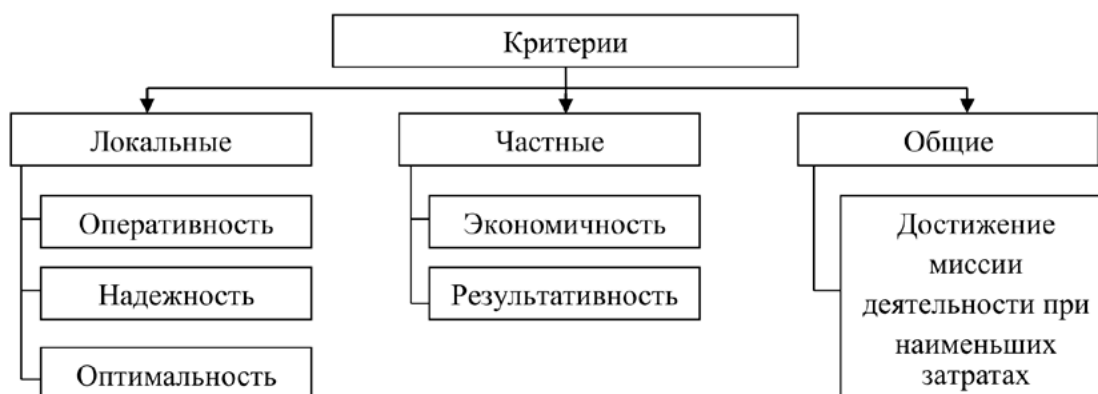 Критерии
Локальные
Частные
Общие
Оперативность
Надежность
Оптимальность
Экономичность
Результативность
Достижение
миссии
деятельности при
наименьших
затратах